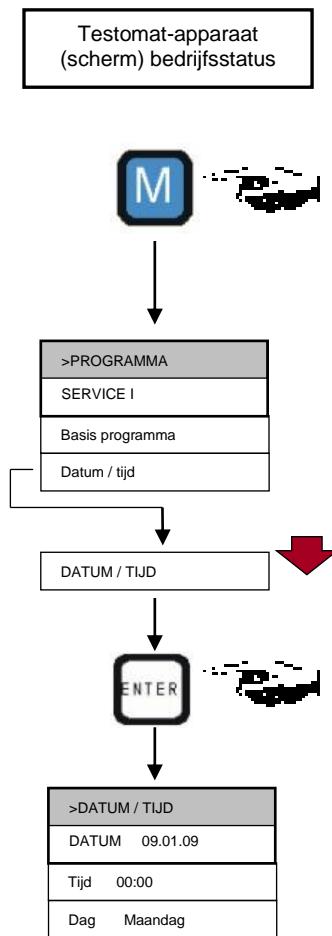 Testomat-apparaat
(scherm) bedrijfsstatus
M
>PROGRAMMA
SERVICE I
Basis programma
Datum / tijd
DATUM / TIJD
ENTER
>DATUM / TIJD
DATUM 09.01.09
Tijd 00:00
Dag Maandag